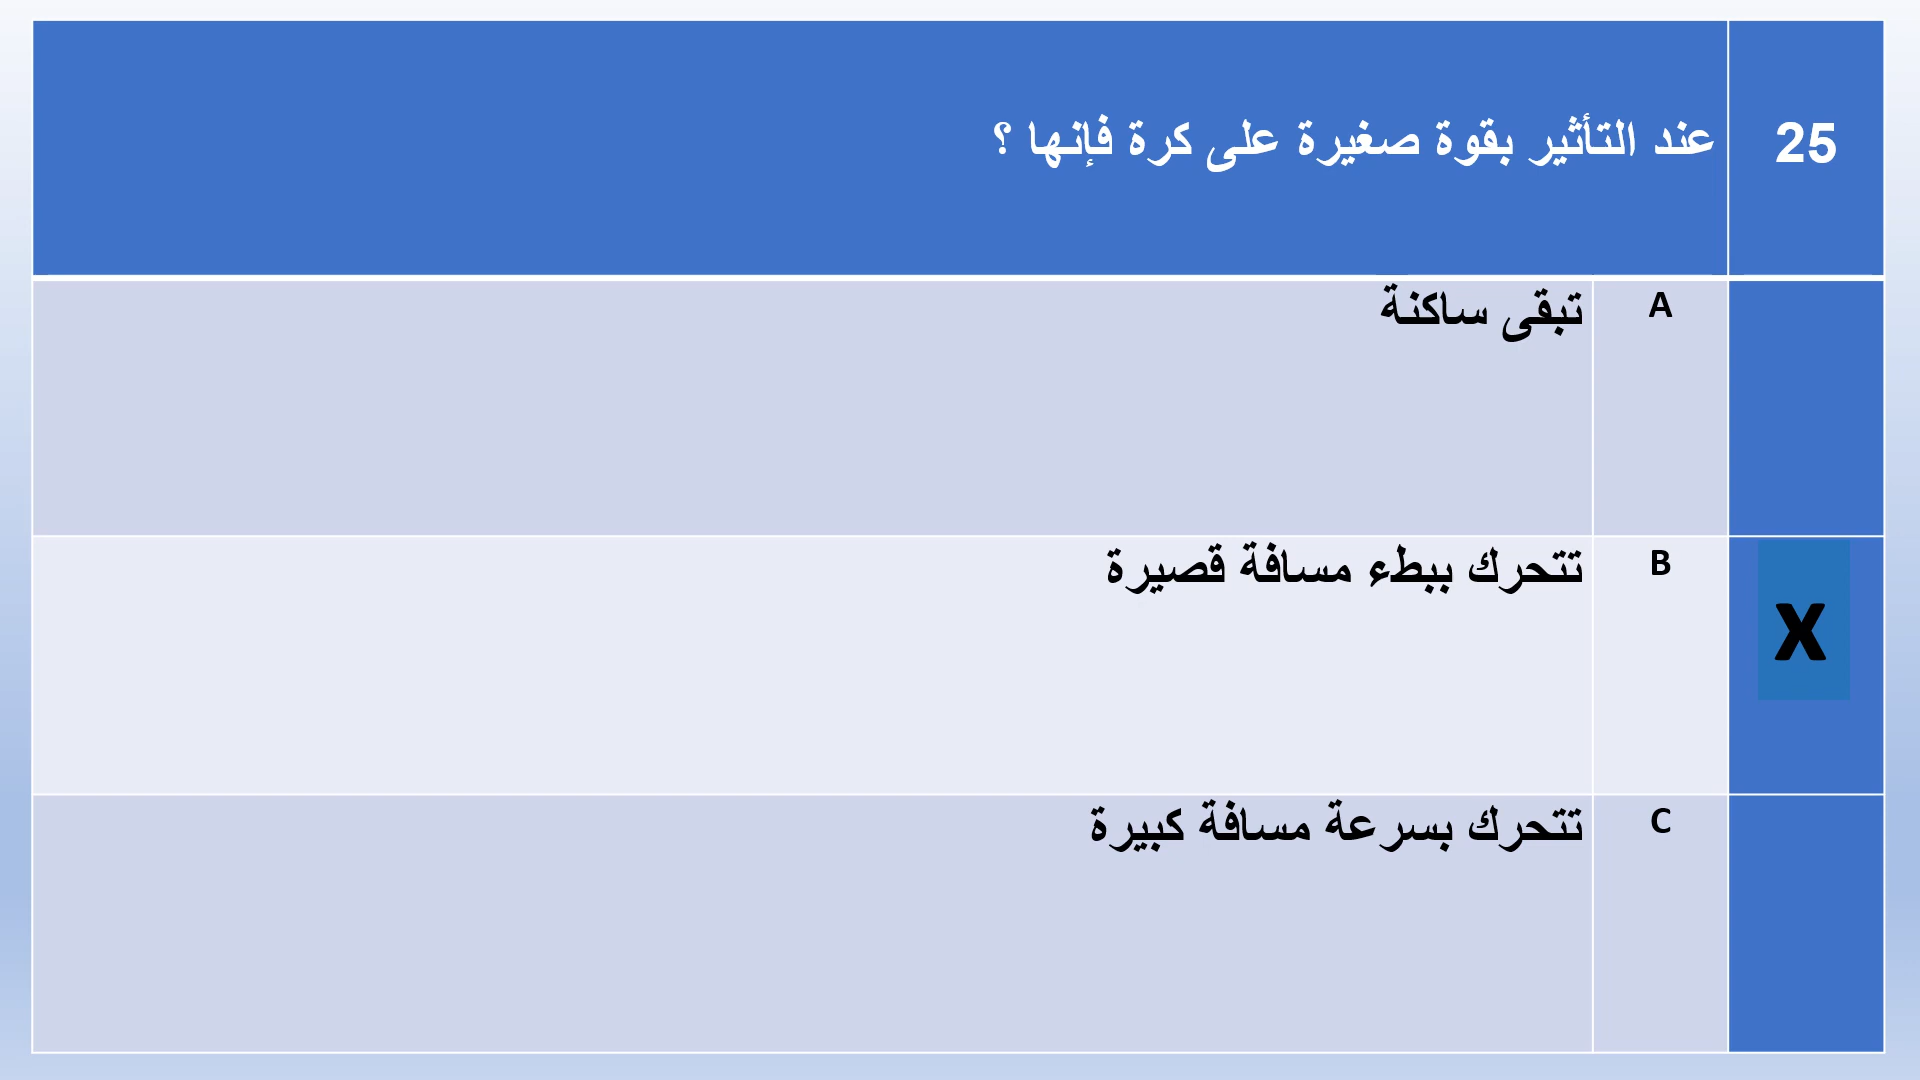 25
عند التأثير بقوة صغيرة على كرة فإنها ؟
A
تبقى ساكنة
X
B
تتحرك ببطء مسافة قصيرة
C
تتحرك بسرعة مسافة كبيرة